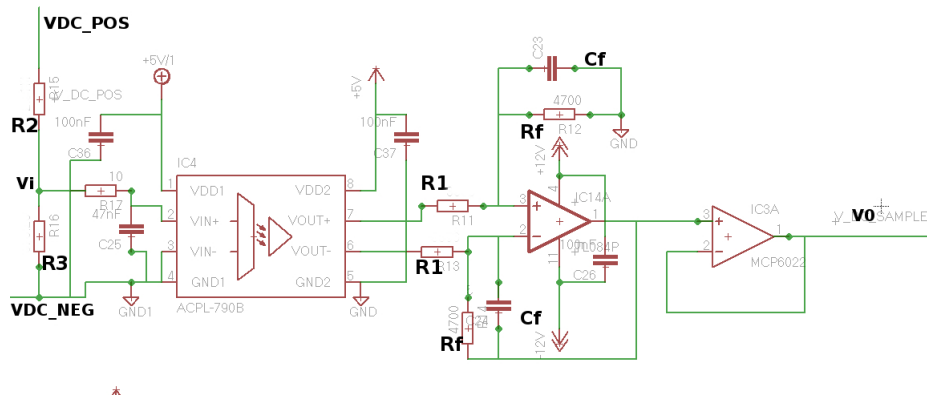 VDC_POS
C23
Cf
+5V/1
+5V
R15
V_DC_POS
4700
R2
100nF
100nF
Rf
R12
GND
C36
IC4
C37
+12V
Vi
10
1
VDD1
VDD2
8
R1
4
IC14A
R17
7
3
R16
47nF
2
VIN+
VOUT+
R11
1
3
IC3A
V0
V_DC_SAMPLE
C25
3
VIN-
VOUT-
6
2
100nF
TL084P
1
R3
R1
R13
11
C26
2
MCP6022
4
GND1
GND2
5
VDC_NEG
GND1
ACPL-790B
GND
4700
Cf
Rf
-12V